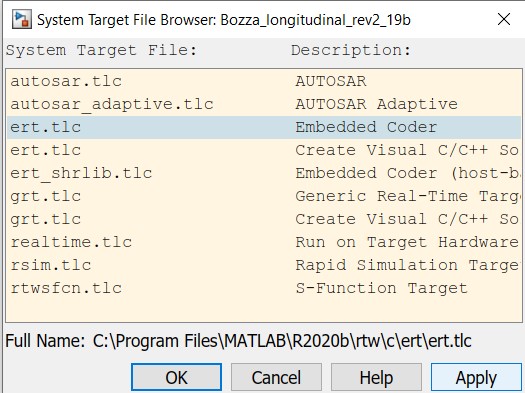 System Target File Browser: Bozza_longitudinal_rev2_19b
System Target File: Description:
autosar.tlc AUTOSAR
autosar_adaptive.tlc AUTOSAR Adaptive
ert.tlc Embedded Coder
ert.tlc Create Visual C/C++ So
ert_shrlib.tlc Embedded Coder (host-b
grt.tlc Generic Real-Time Targ
grt.tlc Create Visual C/C++ So
realtime.tlc Run on Target Hardware
rsim.tlc Rapid Simulation Targe
rtwsfcn.tlc S-Function Target
Full Name: C:\Program Files\MATLAB\R2020b\rtw\c\ert\ert.tlc
OK Cancel Help Apply